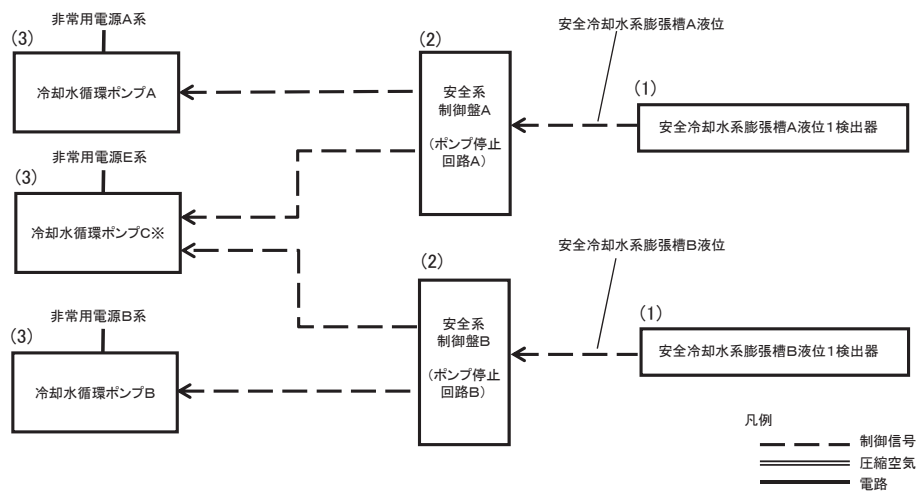 非常用電源A系
(3)
冷却水循環ポンプA
(2)
安全系
制御盤A
(ポンプ停止
回路A)
安全冷却水系膨張槽A液位
(1)
安全冷却水系膨張槽A液位1検出器
非常用電源E系
(3)
冷却水循環ポンプC※
非常用電源B系
(3)
冷却水循環ポンプB
(2)
安全系
制御盤B
(ポンプ停止
回路B)
安全冷却水系膨張槽B液位
(1)
安全冷却水系膨張槽B液位1検出器
凡例
制御信号
圧縮空気
電路